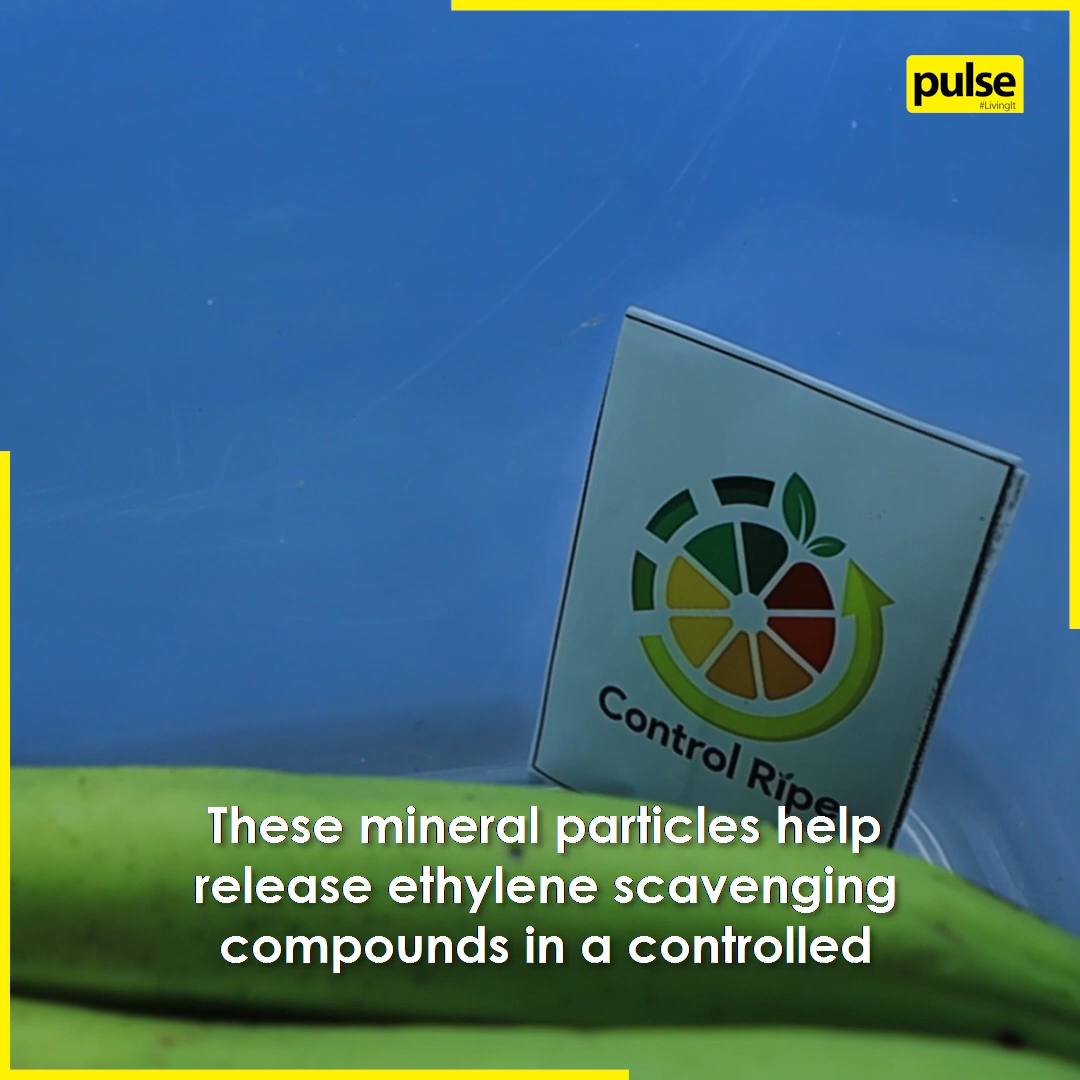 pulse
#LivingIt
Control Ripe
These mineral particles help
release ethylene scavenging
compounds in a controlled